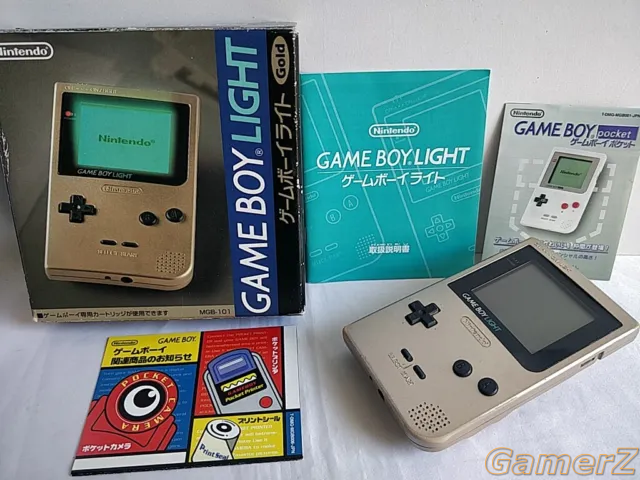 Nintendo
Nintendo®
GAME BOY LIGHT
GAME BOY® LIGHT
Gold
ゲームボーイライト
■ゲームボーイ専用カートリッジが使用できます
MGB-101
Nintendo
GAME BOY LIGHT
ゲームボーイライト
取扱説明書
Nintendo
GAME BOY pocket
ゲームボーイポケット
Nintendo
GAME BOY
ゲームボーイ
関連商品のお知らせ
ポケットプリンタ
POCKET CAMERA
ポケットカメラ
Pocket Printer
プリントシール
Print Seal
GAME BOY LIGHT
Nintendo
SELECT
START
GamerZ